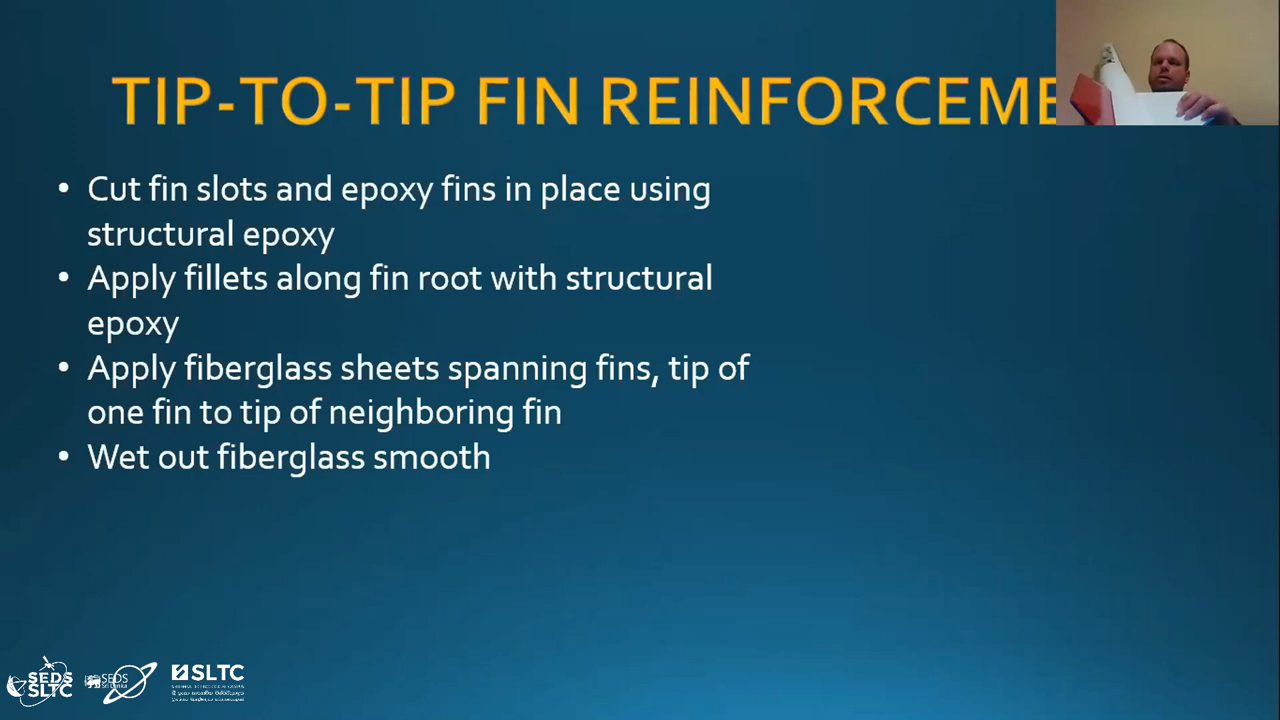 TIP-TO-TIP FIN REINFORCEME
• Cut fin slots and epoxy fins in place using
structural epoxy
• Apply fillets along fin root with structural
epoxy
• Apply fiberglass sheets spanning fins, tip of
one fin to tip of neighboring fin
• Wet out fiberglass smooth
SEDS
SLTC
SEDS
Sri Lanka
SLTC